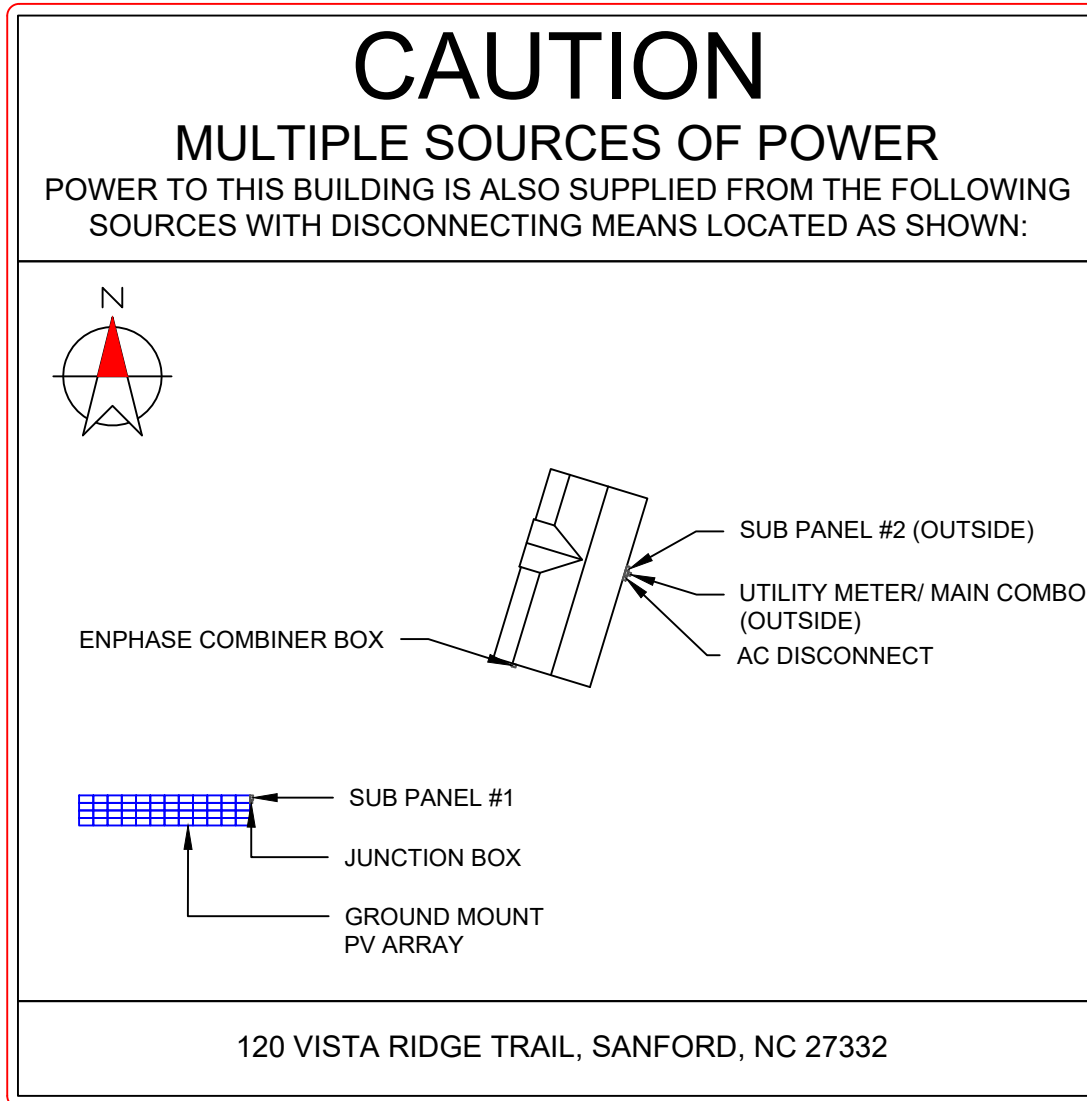 CAUTION
MULTIPLE SOURCES OF POWER
POWER TO THIS BUILDING IS ALSO SUPPLIED FROM THE FOLLOWING
SOURCES WITH DISCONNECTING MEANS LOCATED AS SHOWN:
N
SUB PANEL #2 (OUTSIDE)
UTILITY METER/ MAIN COMBO
(OUTSIDE)
AC DISCONNECT
ENPHASE COMBINER BOX
SUB PANEL #1
JUNCTION BOX
GROUND MOUNT
PV ARRAY
120 VISTA RIDGE TRAIL, SANFORD, NC 27332